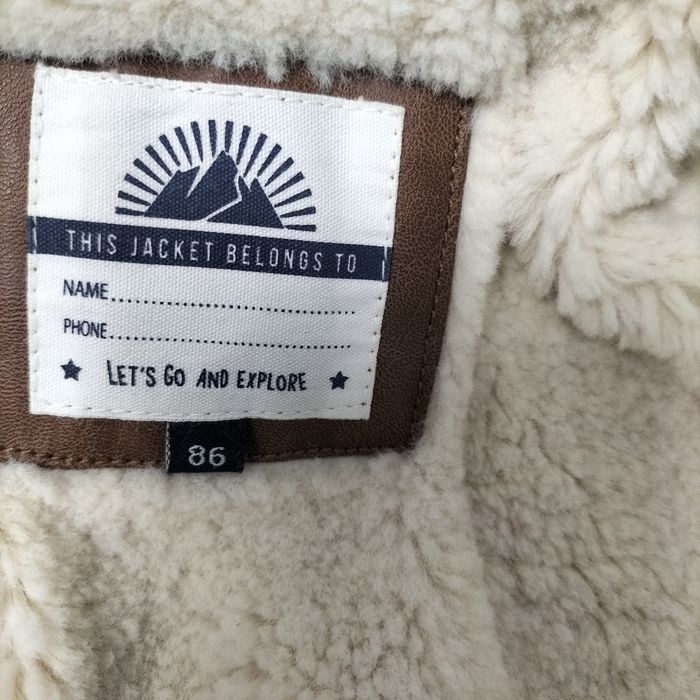 THIS JACKET BELONGS TO
NAME..........................................
PHONE..........................................
★ LET'S GO AND EXPLORE ★
86